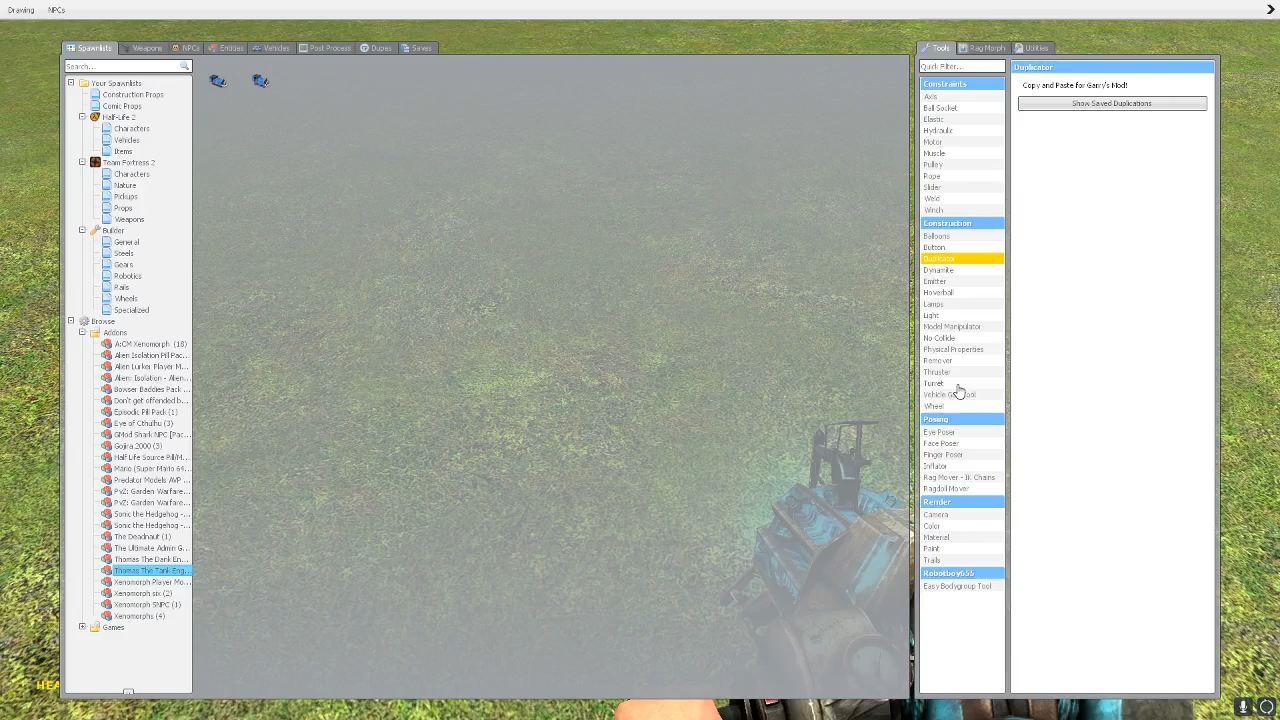 Drawing NPCs
Spawnlists Weapons NPCs Entities Vehicles Post Process Dupes Saves
Search...
Your Spawnlists
Construction Props
Comic Props
Half-Life 2
Characters
Vehicles
Items
Team Fortress 2
Characters
Nature
Pickups
Props
Weapons
Builder
General
Steels
Gears
Robotics
Rails
Wheels
Specialized
Browse
Addons
A:CM Xenomorph (18)
Alien Isolation Pill Pac...
Alien Lurker Player M...
Alien: Isolation - Alien...
Bowser Baddies Pack ...
Don't get offended b...
Episodic Pill Pack (1)
Eye of Cthulhu (3)
GMod Shark NPC [Pac...
Gojira 2000 (3)
Half Life Source Pill/M...
Mario (Super Mario 64...
Predator Models AVP ...
PvZ: Garden Warfare...
PvZ: Garden Warfare...
Sonic the Hedgehog -...
Sonic the Hedgehog -...
The Deadnaut (1)
The Ultimate Admin G...
Thomas The Dank En...
Thomas The Tank Eng...
Xenomorph Player Mo...
Xenomorph six (2)
Xenomorph SNPC (1)
Xenomorphs (4)
Games
Tools Rag Morph Utilities
Quick Filter...
Constraints
Axis
Ball Socket
Elastic
Hydraulic
Motor
Muscle
Pulley
Rope
Slider
Weld
Winch
Construction
Balloons
Button
Duplicator
Dynamite
Emitter
Hoverball
Lamps
Light
Model Manipulator
No Collide
Physical Properties
Remover
Thruster
Turret
Vehicle
Wheel
Posing
Eye Poser
Face Poser
Finger Poser
Inflator
Rag Mover - Ill. Chains
Ragdoll Mover
Render
Camera
Color
Material
Paint
Trails
Robotboy655
Easy Bodygroup Tool
Duplicator
Copy and Paste for Garry's Mod!
Show Saved Duplications